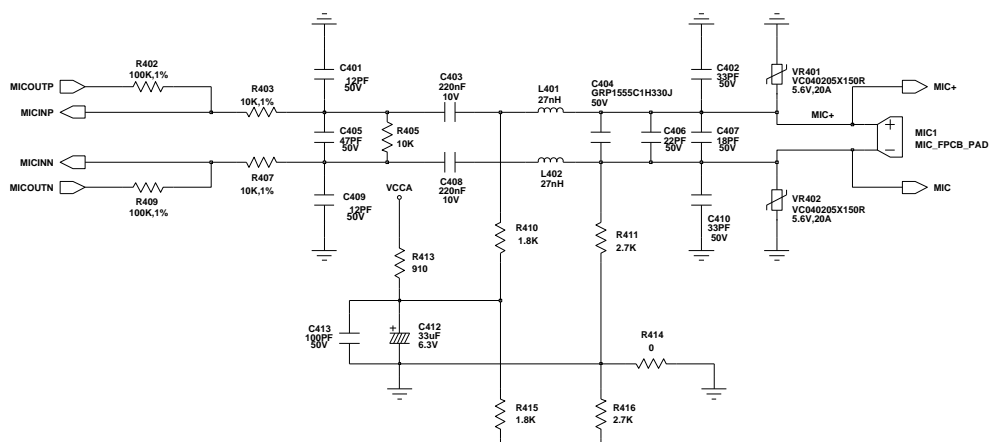 R402
100K,1%
MICOUTP
MICINP
R403
10K,1%
C401
12PF
50V
C403
220nF
10V
L401
27nH
C404
GRP1555C1H330J
50V
C402
33PF
50V
VR401
VC040205X150R
5.6V,20A
MIC+
MIC+
C405
47PF
50V
R405
10K
C406
22PF
50V
C407
18PF
50V
MIC1
MIC_FPCB_PAD
MICINN
MICOUTN
R407
10K,1%
R409
100K,1%
C409
12PF
50V
VCCA
C408
220nF
10V
L402
27nH
C410
33PF
50V
VR402
VC040205X150R
5.6V,20A
MIC
R410
1.8K
R411
2.7K
R413
910
C413
100PF
50V
C412
33uF
6.3V
R414
0
R415
1.8K
R416
2.7K